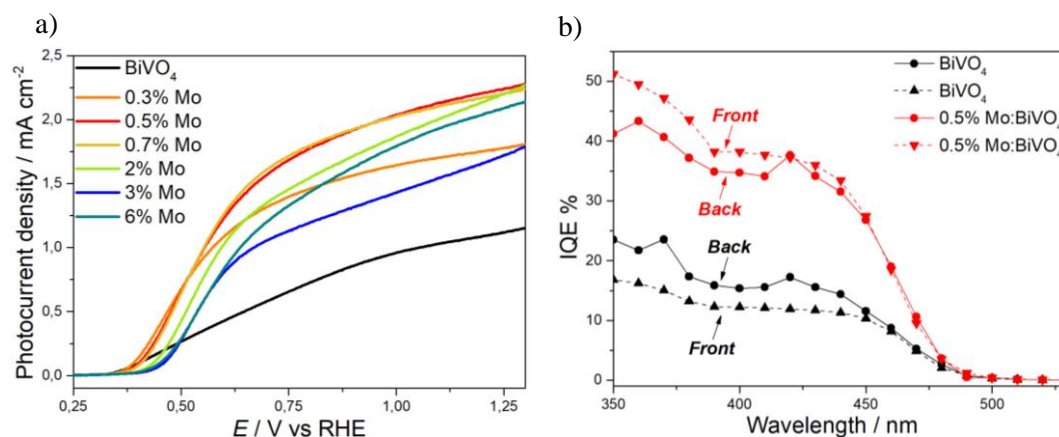 a)
Photocurrent density / mA cm⁻²
2,5
2,0
1,5
1,0
0,5
0,0
BiVO₄
0.3% Mo
0.5% Mo
0.7% Mo
2% Mo
3% Mo
6% Mo
0,25
0,50
0,75
1,00
1,25
E / V vs RHE
b)
IQE %
50
40
30
20
10
0
BiVO₄
BiVO₄
0.5% Mo:BiVO₄
0.5% Mo:BiVO₄
Front
Back
Back
Front
350
400
450
500
Wavelength / nm